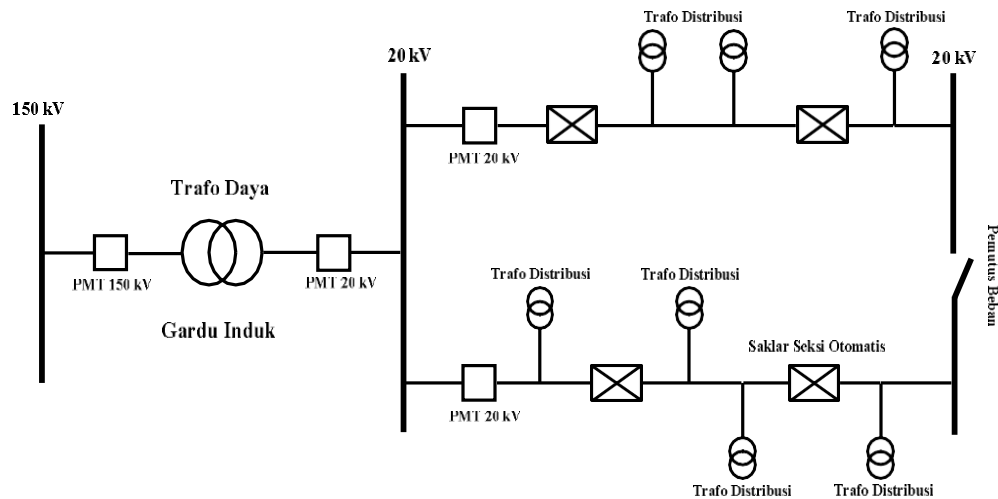 Trafo Distribusi
Trafo Distribusi
20 kV
20 kV
150 kV
PMT 20 kV
Trafo Daya
PMT 150 kV
PMT 20 kV
Gardu Induk
Trafo Distribusi
Trafo Distribusi
Pemutus Beban
Saklar Seksi Otomatis
PMT 20 kV
Trafo Distribusi
Trafo Distribusi